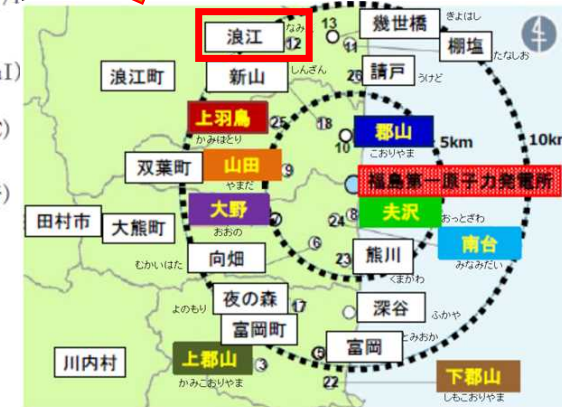 浪江
なみ
12
13
幾世橋
きよはし
11
棚塩
たなしお
浪江町
新山
しんざん
26
請戸
うけど
上羽鳥
かみはとり
25
18
10
郡山
こおりやま
5km
10km
双葉町
山田
やまだ
9
福島第一原子力発電所
田村市
大熊町
大野
おおの
7
24
8
夫沢
おっとざわ
南台
みなみだい
むかいはた
向畑
6
23
熊川
くまかわ
よのもり
夜の森
17
深谷
ふかや
富岡町
5
富岡
とみおか
川内村
上郡山
かみこおりやま
3
22
下郡山
しもこおりやま